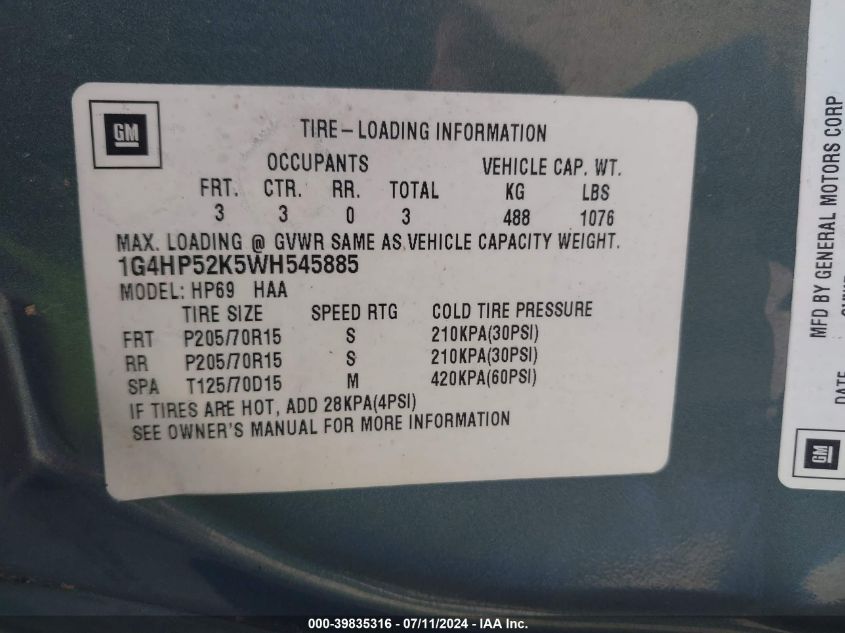 GM
TIRE-LOADING INFORMATION
OCCUPANTS VEHICLE CAP. WT.
FRT. CTR. RR. TOTAL KG LBS
3 3 0 3 488 1076
MAX. LOADING @ GVWR SAME AS VEHICLE CAPACITY WEIGHT.
1G4HP52K5WH545885
MODEL: HP69 HAA
TIRE SIZE SPEED RTG COLD TIRE PRESSURE
FRT P205/70R15 S 210KPA(30PSI)
RR P205/70R15 S 210KPA(30PSI)
SPA T125/70D15 M 420KPA(60PSI)
IF TIRES ARE HOT, ADD 28KPA(4PSI)
SEE OWNER'S MANUAL FOR MORE INFORMATION
MFD BY GENERAL MOTORS CORP
DATE
GM
000-39835316 - 07/11/2024 - IAA Inc.